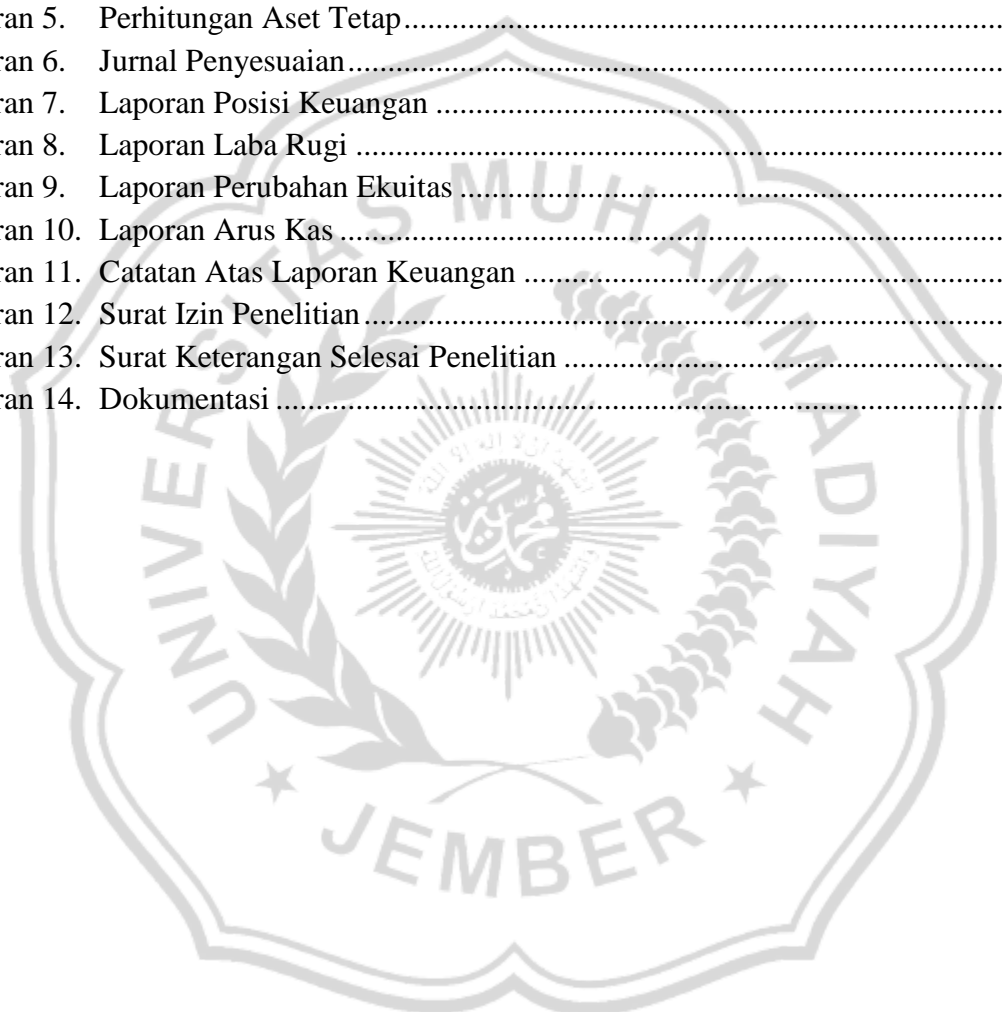 ran 5. Perhitungan Aset Tetap
ran 6. Jurnal Penyesuaian
ran 7. Laporan Posisi Keuangan
ran 8. Laporan Laba Rugi
ran 9. Laporan Perubahan Ekuitas
ran 10. Laporan Arus Kas
ran 11. Catatan Atas Laporan Keuangan
ran 12. Surat Izin Penelitian
ran 13. Surat Keterangan Selesai Penelitian
ran 14. Dokumentasi
UNIVERSITAS MUHAMMADIYAH
JEMBER